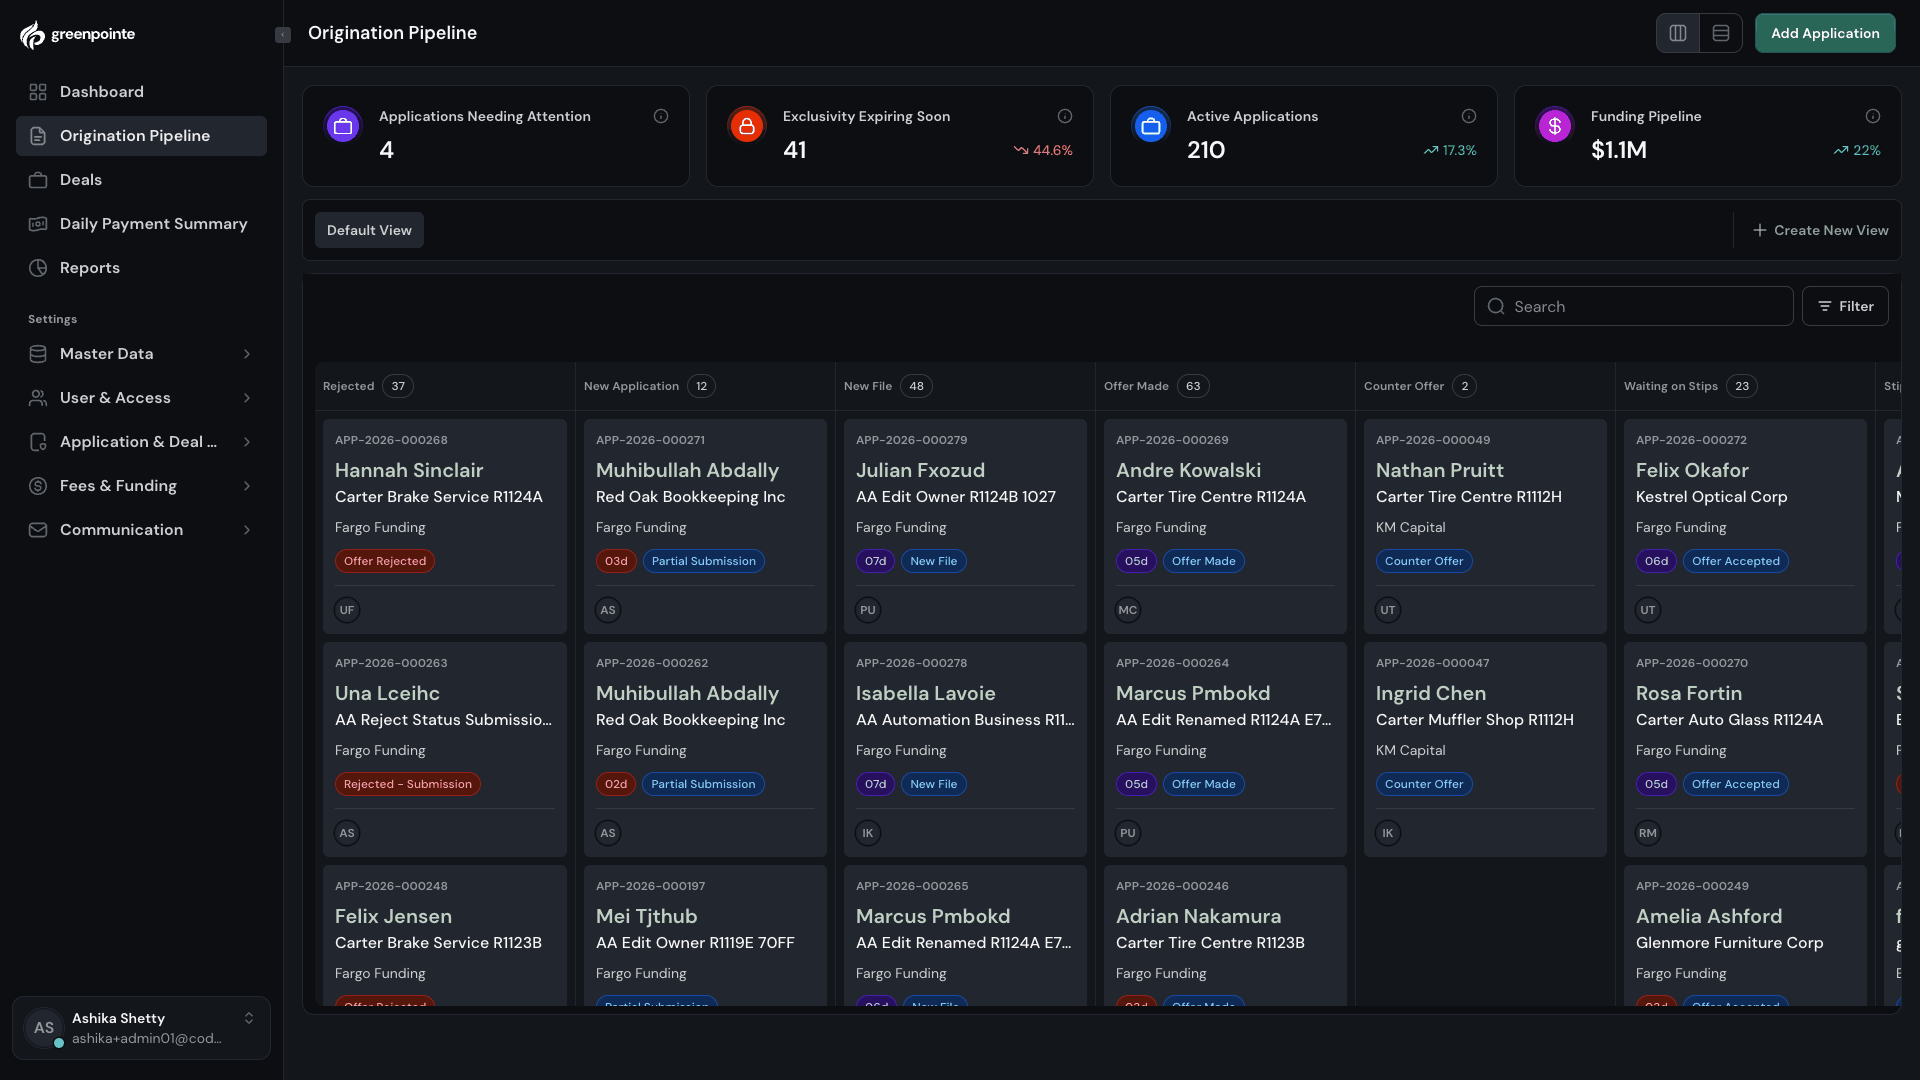 greenpointe
Dashboard
Origination Pipeline
Deals
Daily Payment Summary
Reports
Settings
Master Data
User & Access
Application & Deal ...
Fees & Funding
Communication
AS
Ashika Shetty
ashika+admin01@cod...
Origination Pipeline
Add Application
Applications Needing Attention
4
Exclusivity Expiring Soon
41
44.6%
Active Applications
210
17.3%
Funding Pipeline
$1.1M
22%
Default View
Create New View
Search
Filter
Rejected 37
APP-2026-000268
Hannah Sinclair
Carter Brake Service R1124A
Fargo Funding
Offer Rejected
UF
APP-2026-000263
Una Lceihc
AA Reject Status Submissio...
Fargo Funding
Rejected - Submission
AS
APP-2026-000248
Felix Jensen
Carter Brake Service R1123B
Fargo Funding
Offer Rejected
New Application 12
APP-2026-000271
Muhibullah Abdally
Red Oak Bookkeeping Inc
Fargo Funding
03d Partial Submission
AS
APP-2026-000262
Muhibullah Abdally
Red Oak Bookkeeping Inc
Fargo Funding
02d Partial Submission
AS
APP-2026-000197
Mei Tjthub
AA Edit Owner R1119E 70FF
Fargo Funding
Partial Submission
New File 48
APP-2026-000279
Julian Fxozud
AA Edit Owner R1124B 1027
Fargo Funding
07d New File
PU
APP-2026-000278
Isabella Lavoie
AA Automation Business R11...
Fargo Funding
07d New File
IK
APP-2026-000265
Marcus Pmbokd
AA Edit Renamed R1124A E7...
Fargo Funding
06d New File
Offer Made 63
APP-2026-000269
Andre Kowalski
Carter Tire Centre R1124A
Fargo Funding
05d Offer Made
MC
APP-2026-000264
Marcus Pmbokd
AA Edit Renamed R1124A E7...
Fargo Funding
05d Offer Made
PU
APP-2026-000246
Adrian Nakamura
Carter Tire Centre R1123B
Fargo Funding
03d Offer Made
Counter Offer 2
APP-2026-000049
Nathan Pruitt
Carter Tire Centre R1112H
KM Capital
Counter Offer
UT
APP-2026-000047
Ingrid Chen
Carter Muffler Shop R1112H
KM Capital
Counter Offer
IK
Waiting on Stips 23
APP-2026-000272
Felix Okafor
Kestrel Optical Corp
Fargo Funding
06d Offer Accepted
UT
APP-2026-000270
Rosa Fortin
Carter Auto Glass R1124A
Fargo Funding
05d Offer Accepted
RM
APP-2026-000249
Amelia Ashford
Glenmore Furniture Corp
Fargo Funding
03d Offer Accepted